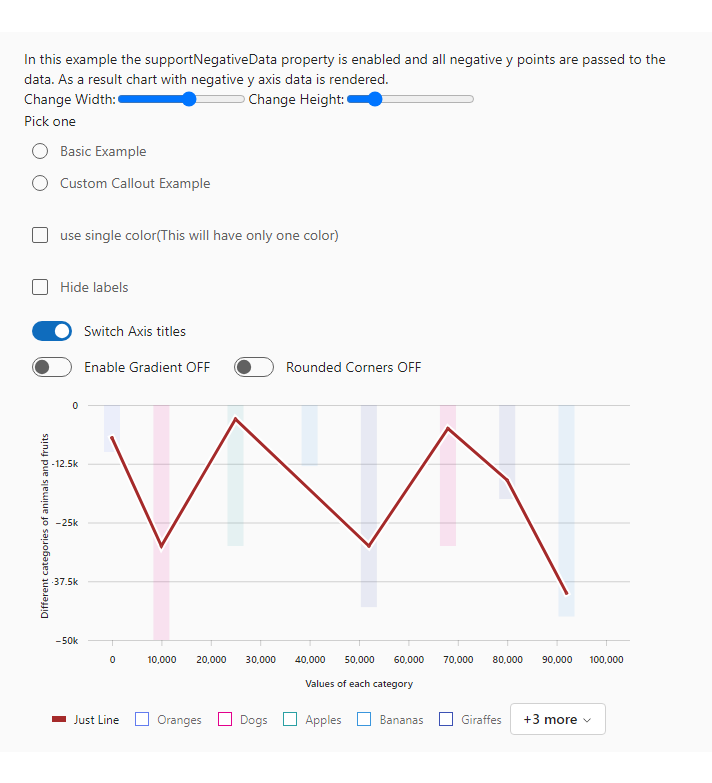 In this example the supportNegativeData property is enabled and all negative y points are passed to the
data. As a result chart with negative y axis data is rendered.
Change Width: Change Height:
Pick one
Basic Example
Custom Callout Example
use single color(This will have only one color)
Hide labels
Switch Axis titles
Enable Gradient OFF Rounded Corners OFF
Different categories of animals and fruits
0
-12.5k
−25k
-37.5k
−50k
0 10,000 20,000 30,000 40,000 50,000 60,000 70,000 80,000 90,000 100,000
Values of each category
Just Line Oranges Dogs Apples Bananas Giraffes +3 more